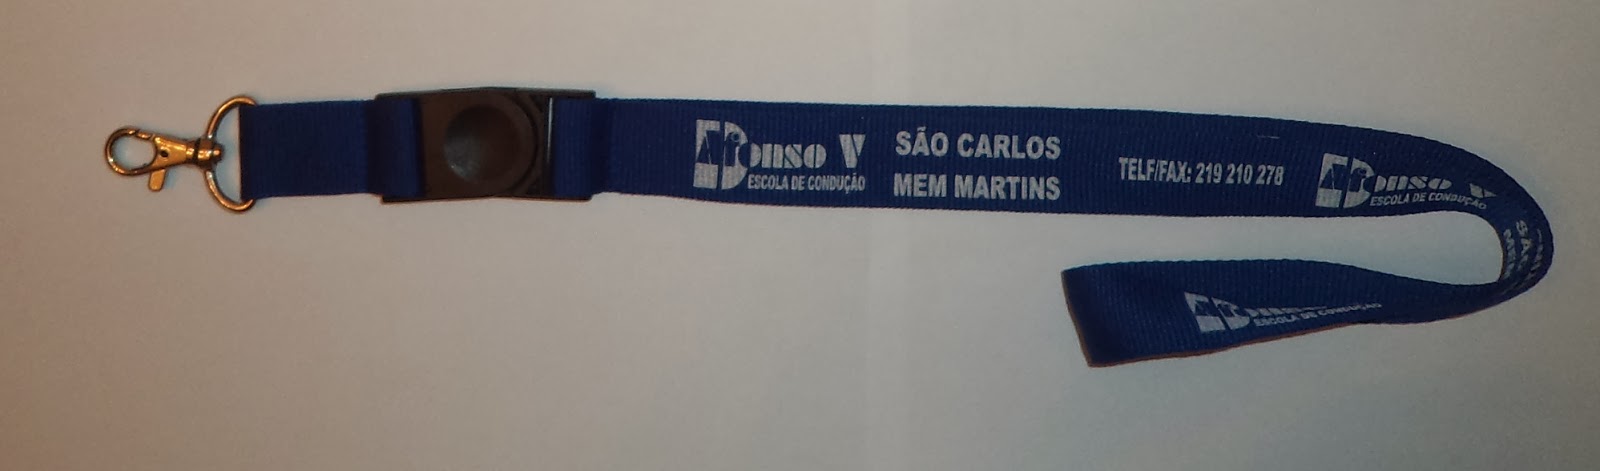 Afonso V
ESCOLA DE CONDUÇÃO
SÃO CARLOS
MEM MARTINS
TELF/FAX: 219 210 278
Afonso V
ESCOLA DE CONDUÇÃO
Afonso
ESCOLA DE CONDUÇÃO